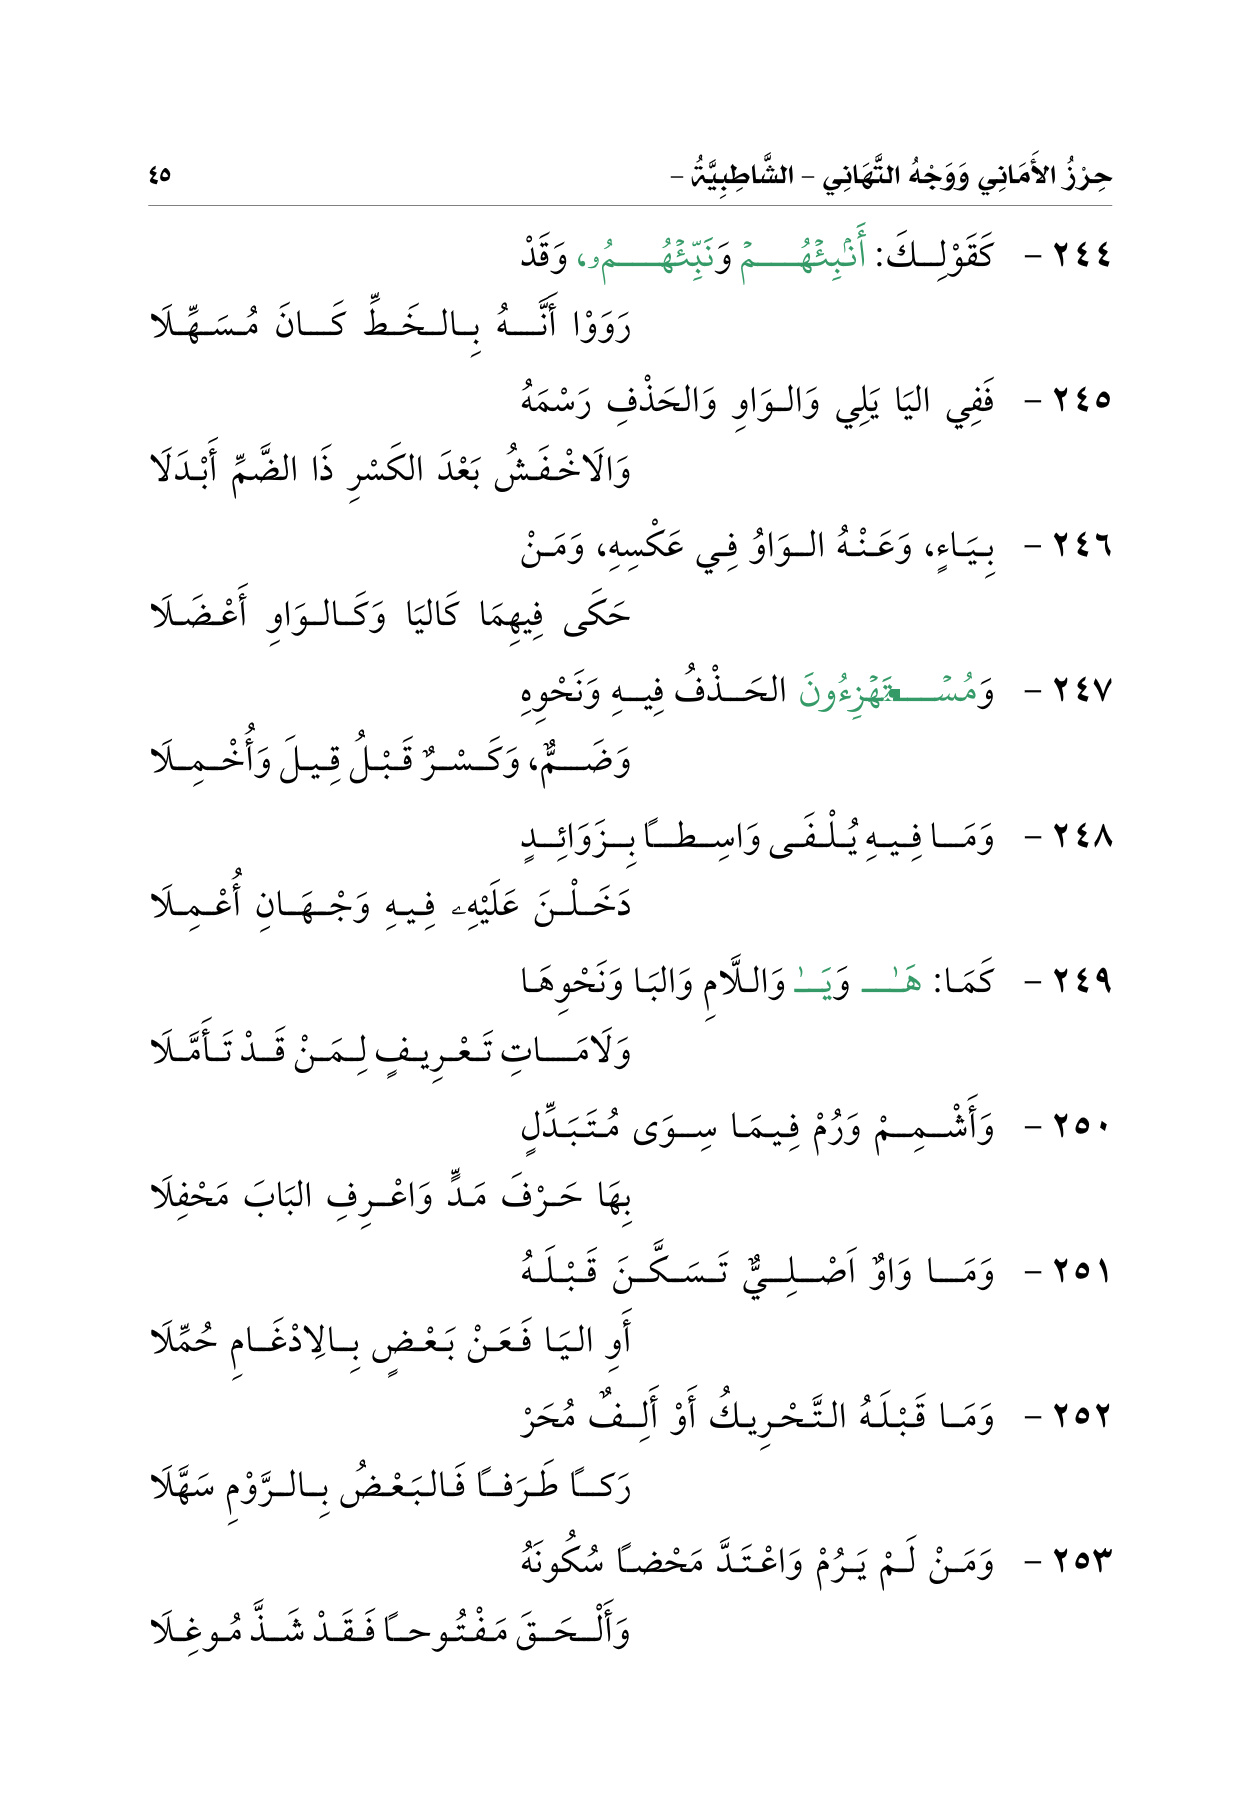 حِرْزُ الأَمَانِي وَوَجْهُ التَّهَانِي – الشَّاطِبِيَّةُ – ٤٥
٢٤٤ – كَقَوْلِكَ: أَنۢبِئۡهُمۡ وَنَبِّئۡهُمُۥ، وَقَدْ
رَوَوْا أَنَّهُ بِالخَطِّ كَانَ مُسَهِّلَا
٢٤٥ – فَفِي اليَا يَلِي وَالوَاوِ وَالحَذْفِ رَسْمَهُ
وَالَاخْفَشُ بَعْدَ الكَسْرِ ذَا الضَّمِّ أَبْدَلَا
٢٤٦ – بِيَاءٍ، وَعَنْهُ الوَاوُ فِي عَكْسِهِ، وَمَنْ
حَكَى فِيهِمَا كَاليَا وَكَالوَاوِ أَعْضَلَا
٢٤٧ – وَمُسۡتَهۡزِءُونَ الحَذْفُ فِيهِ وَنَحْوِهِ
وَضَمٌّ، وَكَسْرٌ قَبْلُ قِيلَ وَأُخْمِلَا
٢٤٨ – وَمَا فِيهِ يُلْفَى وَاسِطًا بِزَوَائِدٍ
دَخَلْنَ عَلَيْهِۦ فِيهِ وَجْهَانِ أُعْمِلَا
٢٤٩ – كَمَا: هَٰـ وَيَٰـ وَاللَّامِ وَالبَا وَنَحْوِهَا
وَلَامَاتِ تَعْرِيفٍ لِمَنْ قَدْ تَأَمَّلَا
٢٥٠ – وَأَشْمِمْ وَرُمْ فِيمَا سِوَى مُتَبَدِّلٍ
بِهَا حَرْفَ مَدٍّ وَاعْرِفِ البَابَ مَحْفِلَا
٢٥١ – وَمَا وَاوٌ اَصْلِيٌّ تَسَكَّنَ قَبْلَهُ
أَوِ اليَا فَعَنْ بَعْضٍ بِالِادْغَامِ حُمِّلَا
٢٥٢ – وَمَا قَبْلَهُ التَّحْرِيكُ أَوْ أَلِفٌ مُحَرْ
رَكًا طَرَفًا فَالبَعْضُ بِالرَّوْمِ سَهَّلَا
٢٥٣ – وَمَنْ لَمْ يَرُمْ وَاعْتَدَّ مَحْضًا سُكُونَهُ
وَأَلْحَقَ مَفْتُوحًا فَقَدْ شَذَّ مُوغِلَا